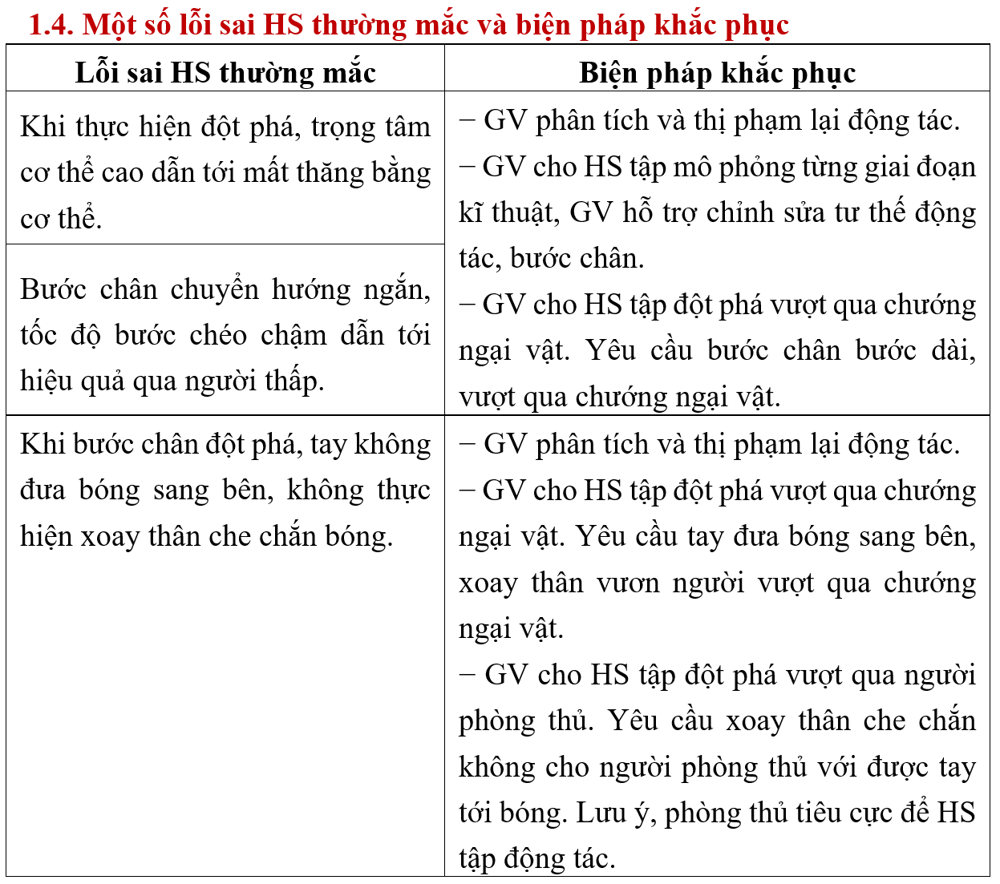 1.4. Một số lỗi sai HS thường mắc và biện pháp khắc phục
Lỗi sai HS thường mắc
Biện pháp khắc phục
Khi thực hiện đột phá, trọng tâm
cơ thể cao dẫn tới mất thăng bằng
cơ thể.
Bước chân chuyển hướng ngắn,
tốc độ bước chéo chậm dẫn tới
hiệu quả qua người thấp.
− GV phân tích và thị phạm lại động tác.
− GV cho HS tập mô phỏng từng giai đoạn
kĩ thuật, GV hỗ trợ chỉnh sửa tư thế động
tác, bước chân.
− GV cho HS tập đột phá vượt qua chướng
ngại vật. Yêu cầu bước chân bước dài,
vượt qua chướng ngại vật.
Khi bước chân đột phá, tay không
đưa bóng sang bên, không thực
hiện xoay thân che chắn bóng.
− GV phân tích và thị phạm lại động tác.
− GV cho HS tập đột phá vượt qua chướng
ngại vật. Yêu cầu tay đưa bóng sang bên,
xoay thân vươn người vượt qua chướng
ngại vật.
− GV cho HS tập đột phá vượt qua người
phòng thủ. Yêu cầu xoay thân che chắn
không cho người phòng thủ với được tay
tới bóng. Lưu ý, phòng thủ tiêu cực để HS
tập động tác.